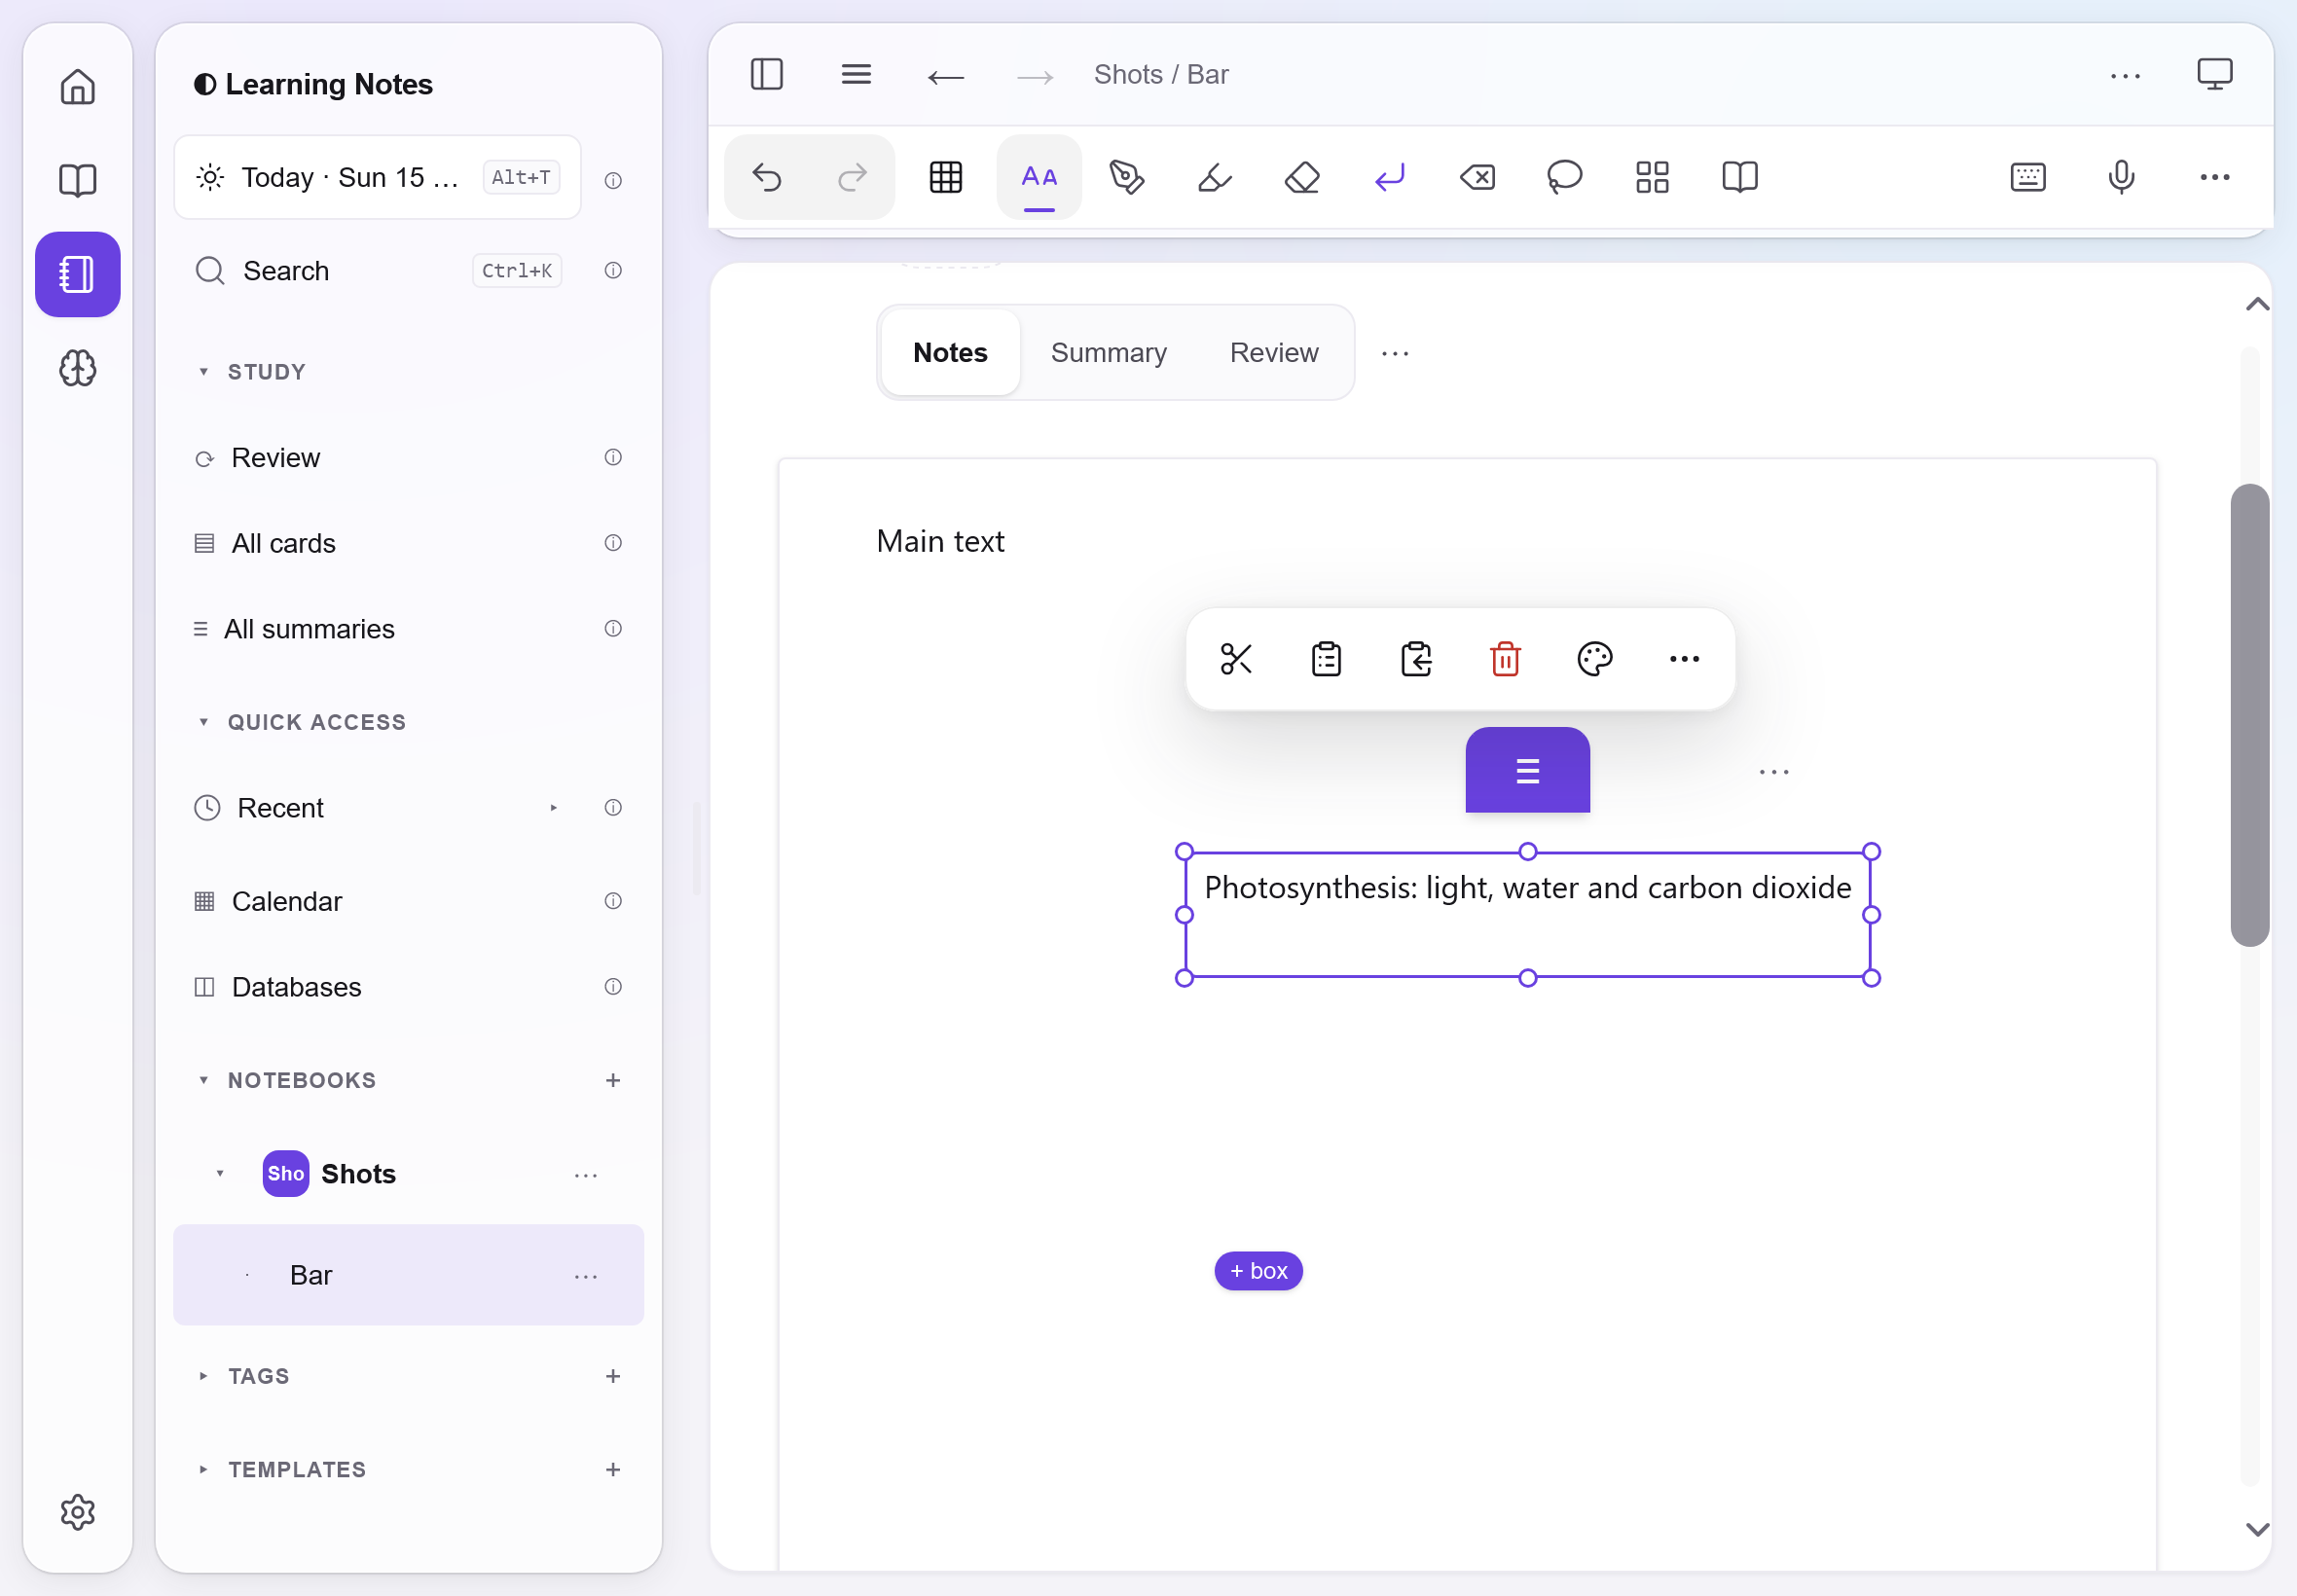 Learning Notes
Today · Sun 15 ... Alt+T
Search Ctrl+K
STUDY
Review
All cards
All summaries
QUICK ACCESS
Recent
Calendar
Databases
NOTEBOOKS
Sho Shots
Bar
TAGS
TEMPLATES
Shots / Bar
Notes Summary Review
Main text
Photosynthesis: light, water and carbon dioxide
+ box